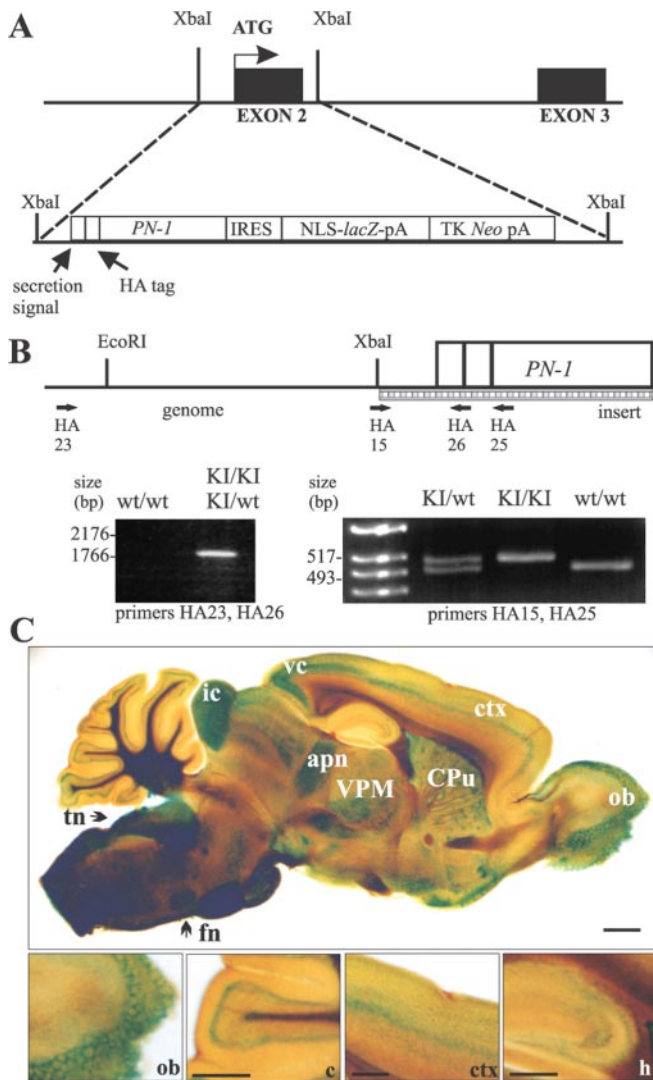 A
XbaI XbaI
ATG
EXON 2 EXON 3
XbaI XbaI
PN-1 IRES NLS-lacZ-pA TK Neo pA
secretion signal
HA tag
B
EcoRI XbaI
PN-1
genome insert
HA 23
HA 15
HA 26
HA 25
size (bp)
KI/KI
KI/wt
2176-
1766-
primers HA23, HA26
size (bp)
KI/wt KI/KI wt/wt
517-
493-
primers HA15, HA25
wt/wt
C
vc
ic
ctx
apn
VPM
CPu
ob
tn
fn
ob
c
ctx
h